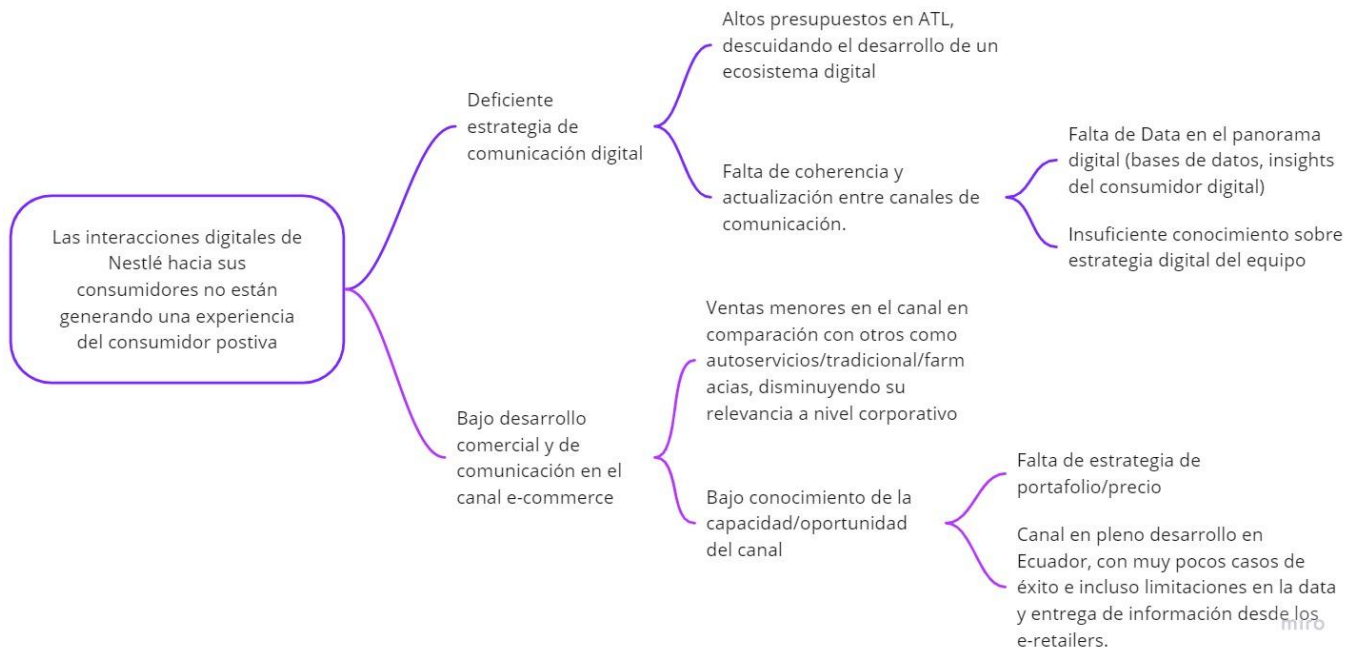 Las interacciones digitales de
Nestlé hacia sus
consumidores no están
generando una experiencia
del consumidor postiva
Deficiente
estrategia de
comunicación digital
Altos presupuestos en ATL,
descuidando el desarrollo de un
ecosistema digital
Falta de coherencia y
actualización entre canales de
comunicación.
Falta de Data en el panorama
digital (bases de datos, insights
del consumidor digital)
Insuficiente conocimiento sobre
estrategia digital del equipo
Bajo desarrollo
comercial y de
comunicación en el
canal e-commerce
Ventas menores en el canal en
comparación con otros como
autoservicios/tradicional/farm
acias, disminuyendo su
relevancia a nivel corporativo
Bajo conocimiento de la
capacidad/oportunidad
del canal
Falta de estrategia de
portafolio/precio
Canal en pleno desarrollo en
Ecuador, con muy pocos casos de
éxito e incluso limitaciones en la data
y entrega de información desde los
e-retailers.
miro